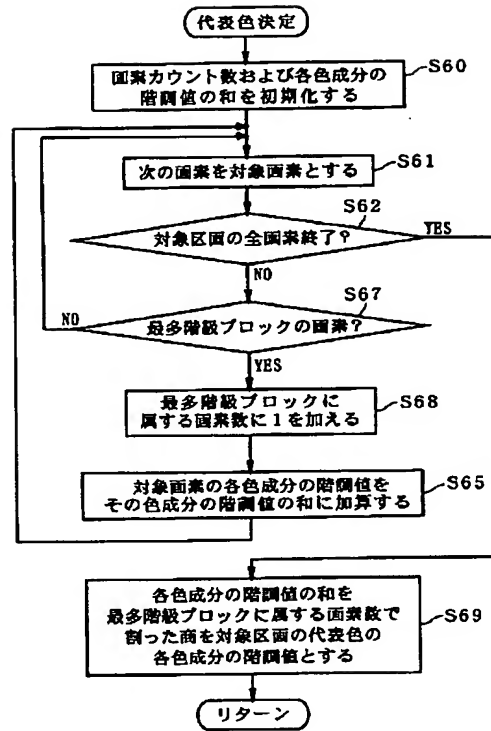 代表色決定
画素カウント数および各色成分の
階調値の和を初期化する
S60
次の画素を対象画素とする
S61
S62
対象区画の全画素終了?
YES
NO
S67
NO
最多階級ブロックの画素?
YES
最多階級ブロックに
属する画素数に1を加える
S68
対象画素の各色成分の階調値を
その色成分の階調値の和に加算する
S65
各色成分の階調値の和を
最多階級ブロックに属する画素数で
割った商を対象区画の代表色の
各色成分の階調値とする
S69
リターン